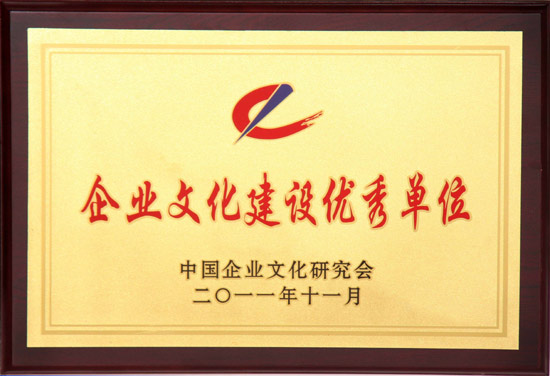 企业文化建设优秀单位
中国企业文化研究会
二〇一一年十一月